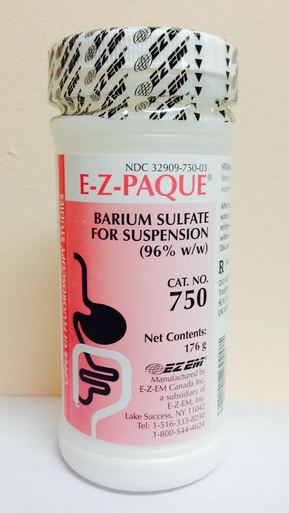 NDC 32909-750-03
E-Z-PAQUE®
BARIUM SULFATE
FOR SUSPENSION
(96% w/w)
CAT. NO.
750
Net Contents:
176 g
EZEM®
Manufactured by
E-Z-EM Canada Inc.
a subsidiary of
E-Z-EM, Inc.
Lake Success, NY 11042
Tel: 1-516-333-8230
1-800-544-4624
UPPER GI FLUOROSCOPY STUDIES